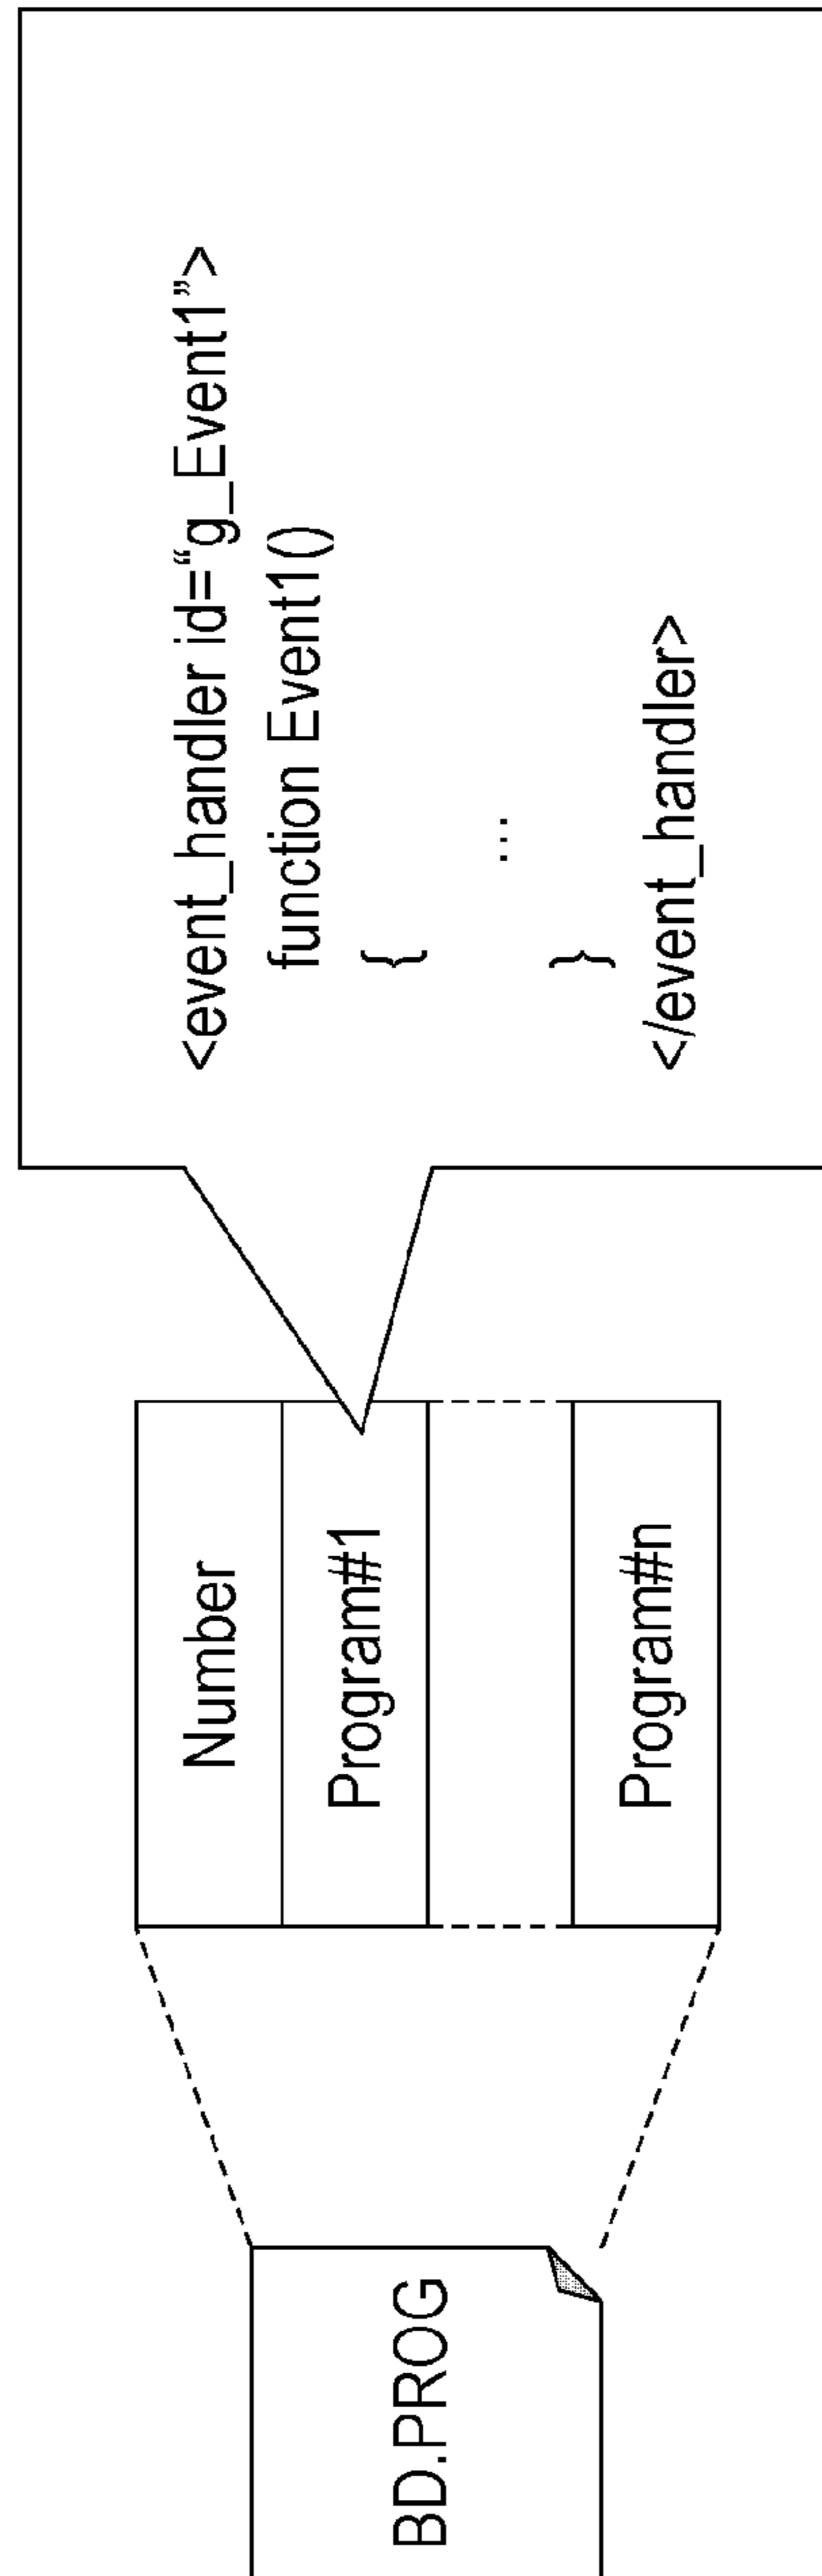 BD.PROG
Number
Program#1
Program#n
<event_handler id=“g_Event1”>
function Event1()
{
...
}
</event_handler>